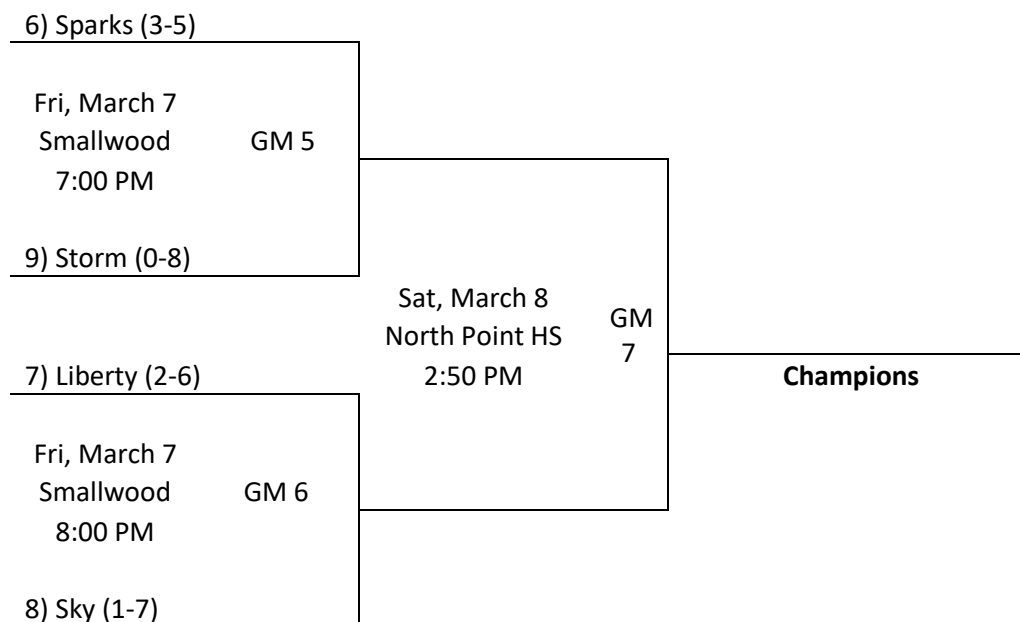 6) Sparks (3-5)
Fri, March 7
Smallwood
7:00 PM
GM 5
9) Storm (0-8)
Sat, March 8
North Point HS
2:50 PM
GM
7
Champions
7) Liberty (2-6)
Fri, March 7
Smallwood
8:00 PM
GM 6
8) Sky (1-7)